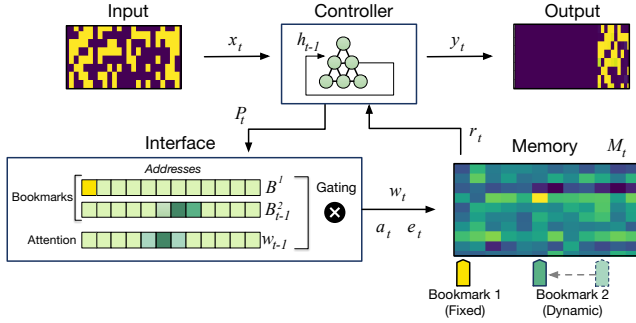 Input
Controller
Output
x_t
h_{t-1}
y_t
P_t
r_t
Interface
Memory
M_t
Addresses
Bookmarks
B^1
B^2_{t-1}
Gating
Attention
w_{t-1}
w_t
a_t e_t
Bookmark 1
(Fixed)
Bookmark 2
(Dynamic)